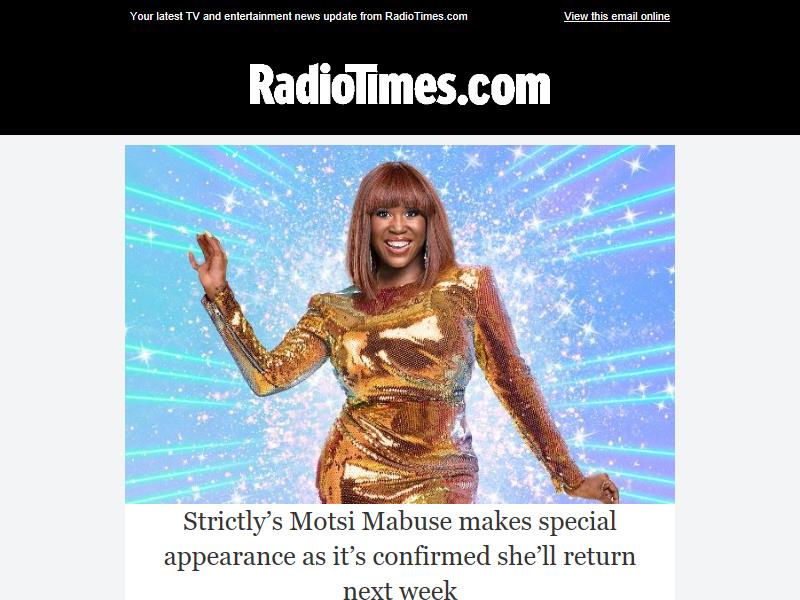 Your latest TV and entertainment news update from RadioTimes.com
View this email online
RadioTimes.com
Strictly’s Motsi Mabuse makes special
appearance as it’s confirmed she’ll return
next week